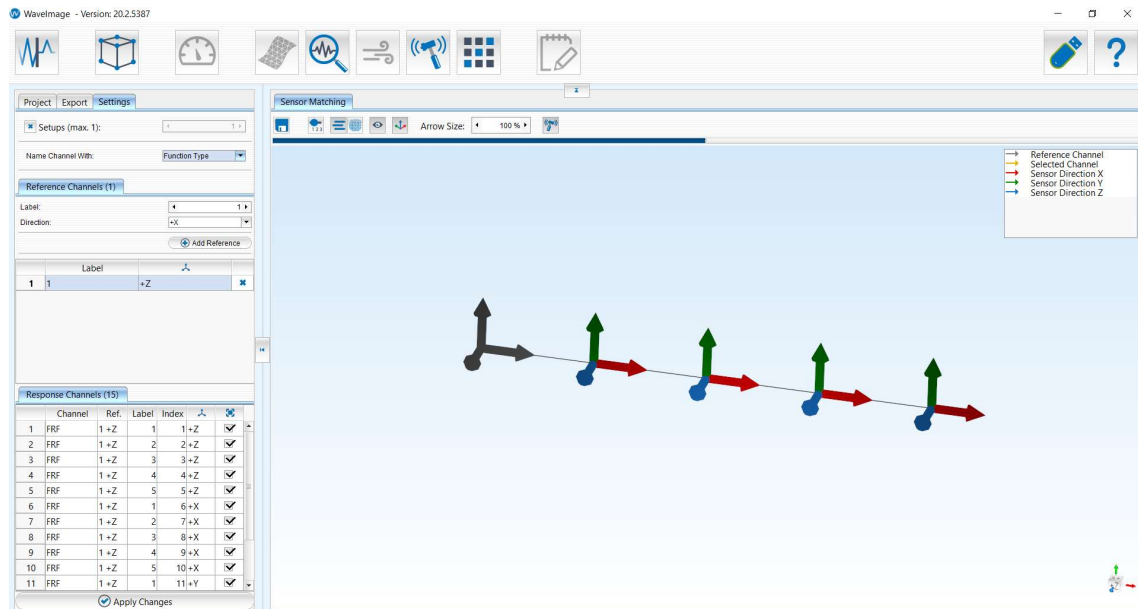 WaveImage - Version: 20.2.5387
Project Export Settings
Setups (max. 1): 1
Name Channel With: Function Type
Reference Channels (1)
Label: 1
Direction: +X
Add Reference
Label
1 1 +Z
Response Channels (15)
Channel Ref. Label Index
1 FRF 1 +Z 1 1 +Z
2 FRF 1 +Z 2 2 +Z
3 FRF 1 +Z 3 3 +Z
4 FRF 1 +Z 4 4 +Z
5 FRF 1 +Z 5 5 +Z
6 FRF 1 +Z 1 6 +X
7 FRF 1 +Z 2 7 +X
8 FRF 1 +Z 3 8 +X
9 FRF 1 +Z 4 9 +X
10 FRF 1 +Z 5 10 +X
11 FRF 1 +Z 1 11 +Y
Apply Changes
Sensor Matching
1 2 3
Arrow Size: 100 %
Reference Channel
Selected Channel
Sensor Direction X
Sensor Direction Y
Sensor Direction Z